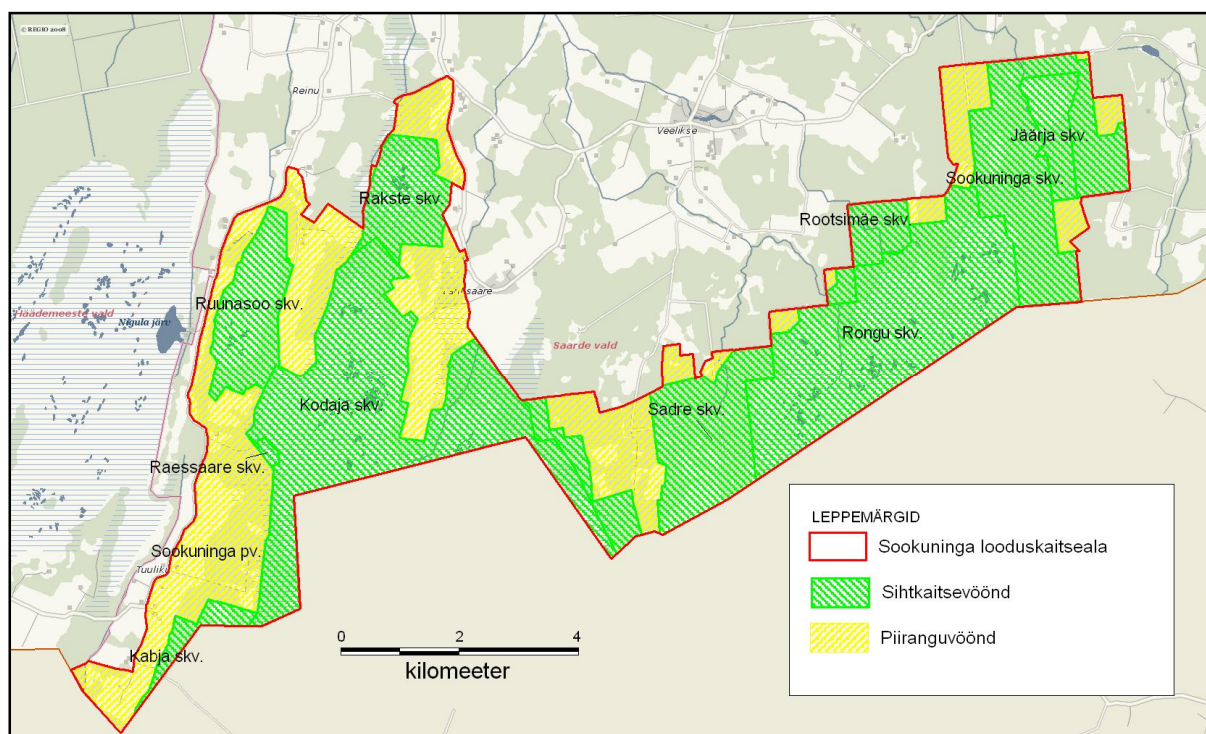 © REGIO 2008
Reinu
Veelikse
Jäärja skv.
Sookuninga skv.
Rakste skv.
Rootsimäe skv.
Ruunasoo skv.
Häädemeeste vald
Nigula järv
Saarde vald
Rongu skv.
Kodaja skv.
Sadre skv.
Raessaare skv.
Sookuninga pv.
Kabja skv.
0 2 4
kilomeeter
LEPPEMÄRGID
Sookuninga looduskaitseala
Sihtkaitsevöönd
Piiranguvöönd